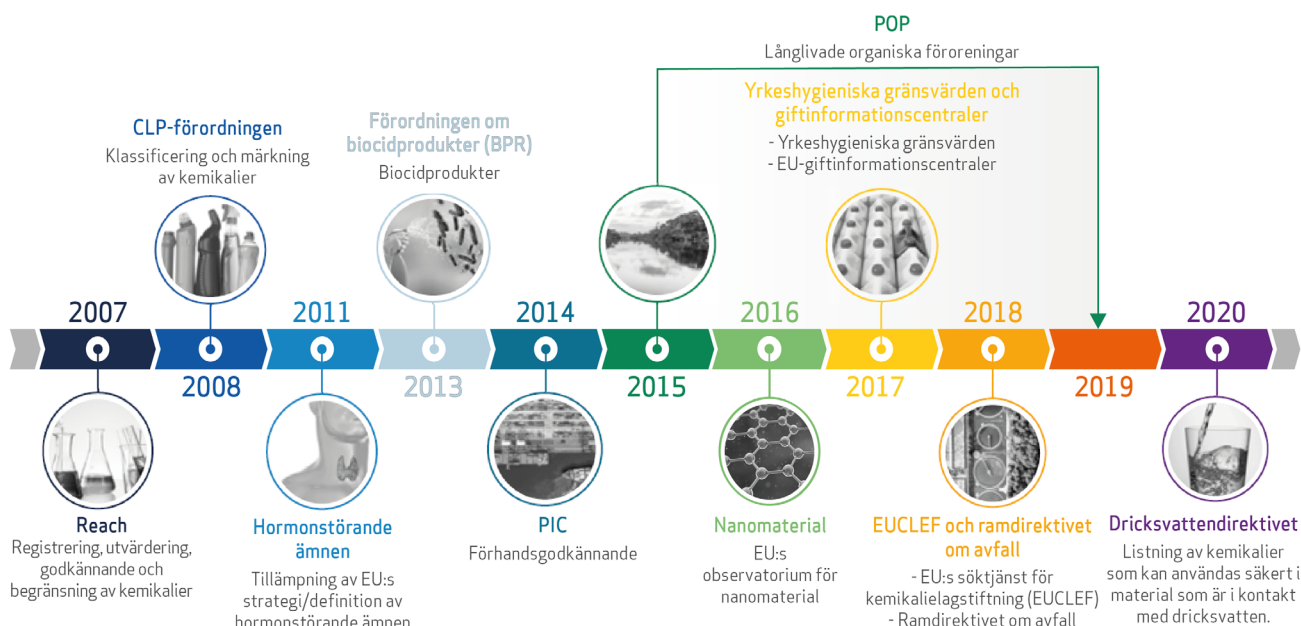 POP
Långlivade organiska föroreningar
Yrkeshygieniska gränsvärden och
giftinformationscentraler
- Yrkeshygieniska gränsvärden
- EU-giftinformationscentraler
CLP-förordningen
Klassificering och märkning
av kemikalier
Förordningen om
biocidprodukter (BPR)
Biocidprodukter
2007
2008
2011
2013
2014
2015
2016
2017
2018
2019
2020
Reach
Registrering, utvärdering,
godkännande och
begränsning av kemikalier
Hormonstörande
ämnen
Tillämpning av EU:s
strategi/definition av
hormonstörande ämnen
PIC
Förhandsgodkännande
Nanomaterial
EU:s
observatorium för
nanomaterial
EUCLEF och ramdirektivet
om avfall
- EU:s söktjänst för
kemikalielagstiftning (EUCLEF)
- Ramdirektivet om avfall
Dricksvattendirektivet
Listning av kemikalier
som kan användas säkert i
material som är i kontakt
med dricksvatten.